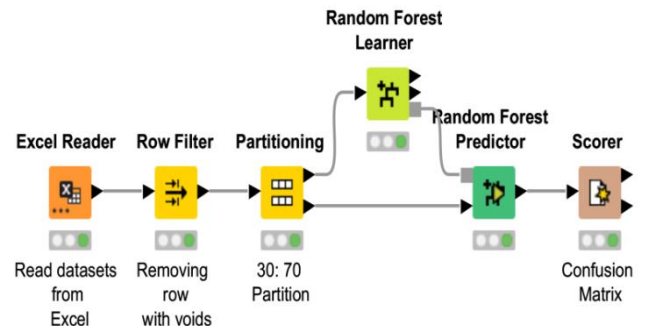 Random Forest
Learner
Random Forest
Predictor
Excel Reader
Row Filter
Partitioning
Scorer
Read datasets
from
Excel
Removing
row
with voids
30: 70
Partition
Confusion
Matrix